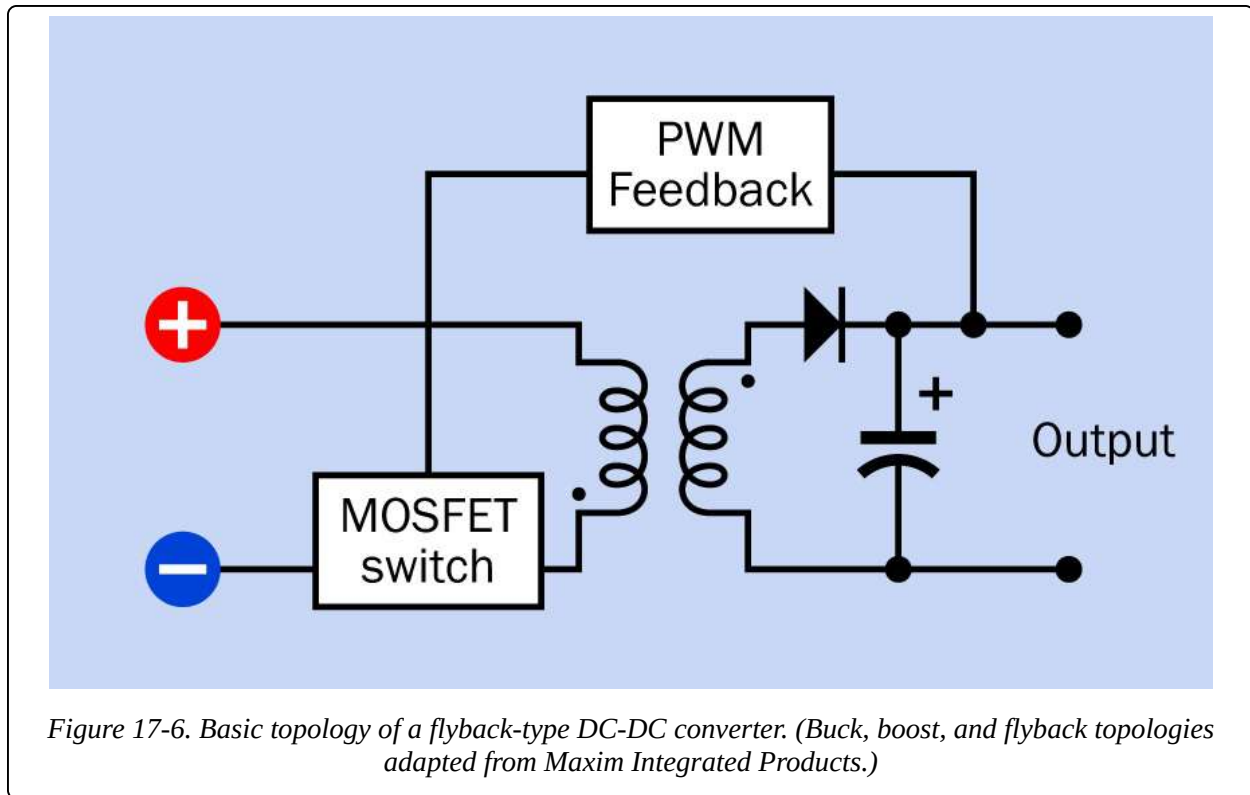 PWM
Feedback
+
+
Output
MOSFET
switch
−
Figure 17-6. Basic topology of a flyback-type DC-DC converter. (Buck, boost, and flyback topologies
adapted from Maxim Integrated Products.)